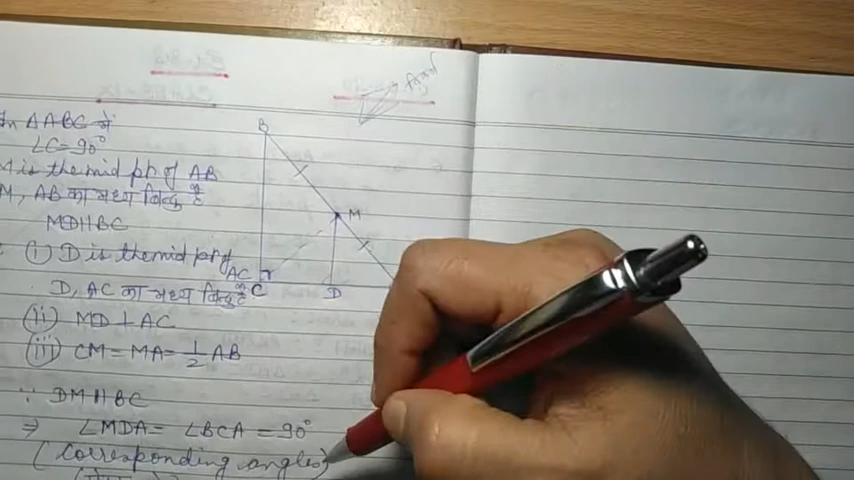 In ΔABC में
∠C=90°
M is the mid pt of AB
M, AB का मध्य बिन्दु है
MD||BC
(i) D is the mid pt of AC
D, AC का मध्य बिन्दु है
(ii) MD⊥AC
(iii) CM=MA=1/2 AB
∵ DM||BC
⇒ ∠MDA= ∠BCA=90°
(Corresponding angles)
B
M
C
D